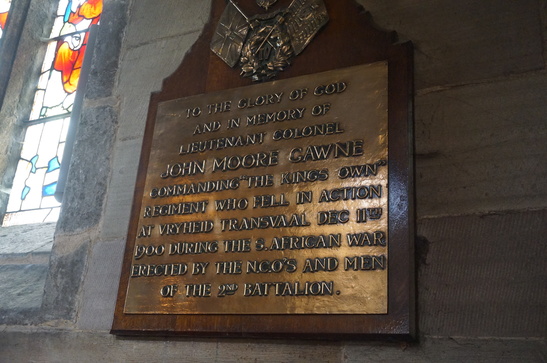 TO THE GLORY OF GOD
AND IN MEMORY OF
LIEUTENANT COLONEL
JOHN MOORE GAWNE
COMMANDING "THE KINGS OWN"
REGIMENT WHO FELL IN ACTION
AT VRYHEID TRANSVAAL DEC 11TH
1900 DURING THE S. AFRICAN WAR
ERECTED BY THE N.C.O'S AND MEN
OF THE 2ND BATTALION.